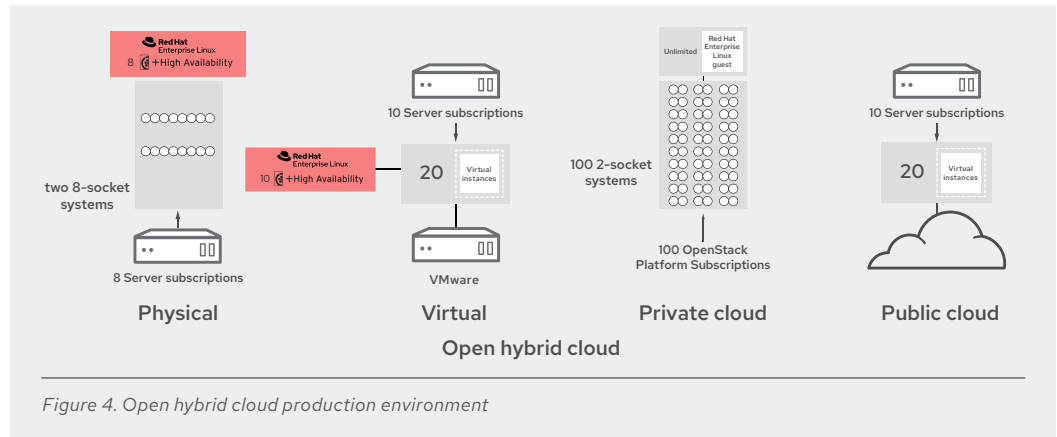 Red Hat
Enterprise Linux
8 +High Availability
two 8-socket
systems
8 Server subscriptions
Physical
10 Server subscriptions
Red Hat
Enterprise Linux
10 +High Availability
20
Virtual
instances
VMware
Virtual
Unlimited
Red Hat
Enterprise
Linux
guest
100 2-socket
systems
100 OpenStack
Platform Subscriptions
Private cloud
10 Server subscriptions
20
Virtual
instances
Public cloud
Open hybrid cloud
Figure 4. Open hybrid cloud production environment